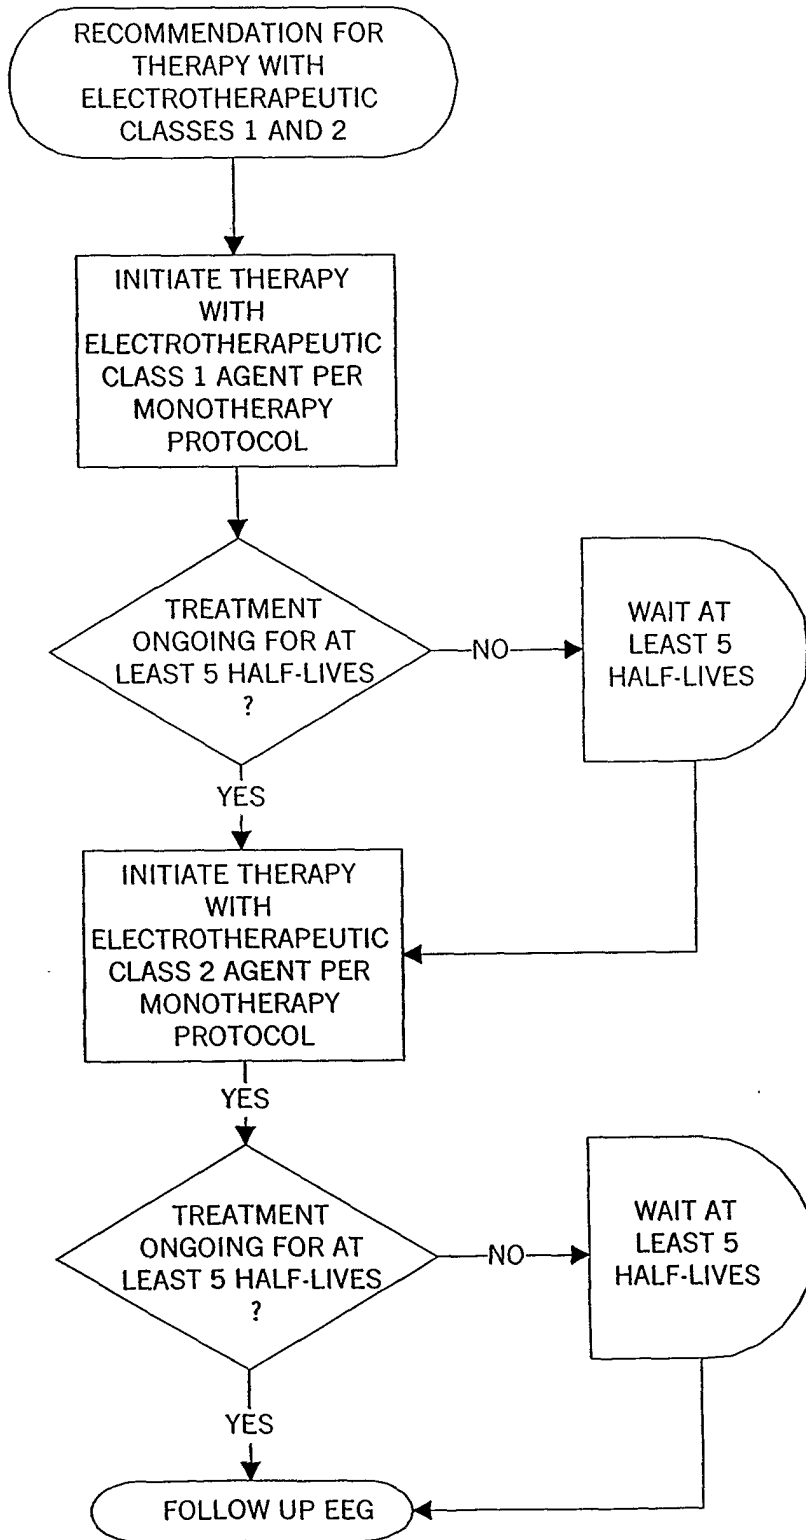 RECOMMENDATION FOR
THERAPY WITH
ELECTROTHERAPEUTIC
CLASSES 1 AND 2
INITIATE THERAPY
WITH
ELECTROTHERAPEUTIC
CLASS 1 AGENT PER
MONOTHERAPY
PROTOCOL
TREATMENT
ONGOING FOR AT
LEAST 5 HALF-LIVES
?
NO
WAIT AT
LEAST 5
HALF-LIVES
YES
INITIATE THERAPY
WITH
ELECTROTHERAPEUTIC
CLASS 2 AGENT PER
MONOTHERAPY
PROTOCOL
YES
TREATMENT
ONGOING FOR AT
LEAST 5 HALF-LIVES
?
NO
WAIT AT
LEAST 5
HALF-LIVES
YES
FOLLOW UP EEG